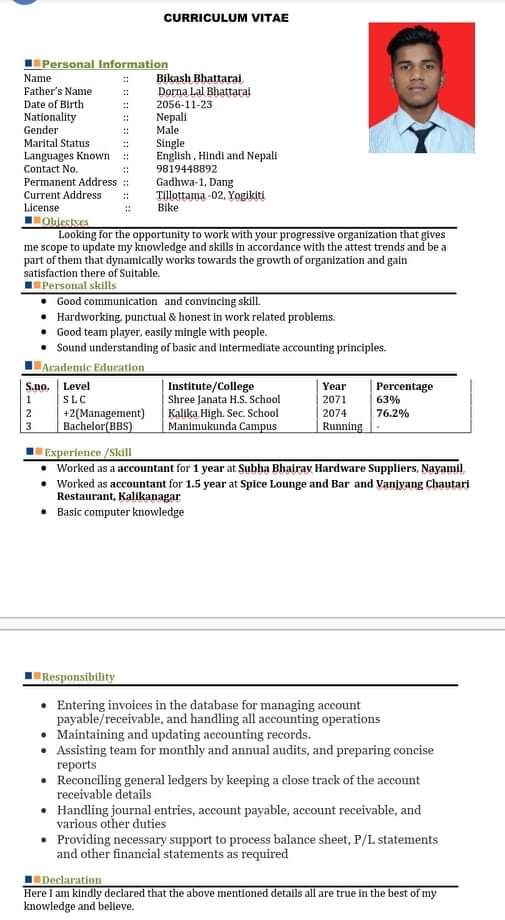 CURRICULUM VITAE
Personal Information
Name :: Bikash Bhattarai
Father's Name :: Dorna Lal Bhattarai
Date of Birth :: 2056-11-23
Nationality :: Nepali
Gender :: Male
Marital Status :: Single
Languages Known :: English , Hindi and Nepali
Contact No. :: 9819448892
Permanent Address :: Gadhwa-1, Dang
Current Address :: Tillottama -02, Yogikiti
License :: Bike
Objectves
Looking for the opportunity to work with your progressive organization that gives
me scope to update my knowledge and skills in accordance with the attest trends and be a
part of them that dynamically works towards the growth of organization and gain
satisfaction there of Suitable.
Personal skills
• Good communication and convincing skill.
• Hardworking, punctual & honest in work related problems.
• Good team player, easily mingle with people.
• Sound understanding of basic and intermediate accounting principles.
Academic Education
S.no. Level Institute/College Year Percentage
1 S L C Shree Janata H.S. School 2071 63%
2 +2(Management) Kalika High. Sec. School 2074 76.2%
3 Bachelor(BBS) Manimukunda Campus Running -
Experience /Skill
• Worked as a accountant for 1 year at Subha Bhairav Hardware Suppliers, Nayamil
• Worked as accountant for 1.5 year at Spice Lounge and Bar and Vanjyang Chautari
Restaurant, Kalikanagar
• Basic computer knowledge
Responsibility
• Entering invoices in the database for managing account
payable/receivable, and handling all accounting operations
• Maintaining and updating accounting records.
• Assisting team for monthly and annual audits, and preparing concise
reports
• Reconciling general ledgers by keeping a close track of the account
receivable details
• Handling journal entries, account payable, account receivable, and
various other duties
• Providing necessary support to process balance sheet, P/L statements
and other financial statements as required
Declaration
Here I am kindly declared that the above mentioned details all are true in the best of my
knowledge and believe.